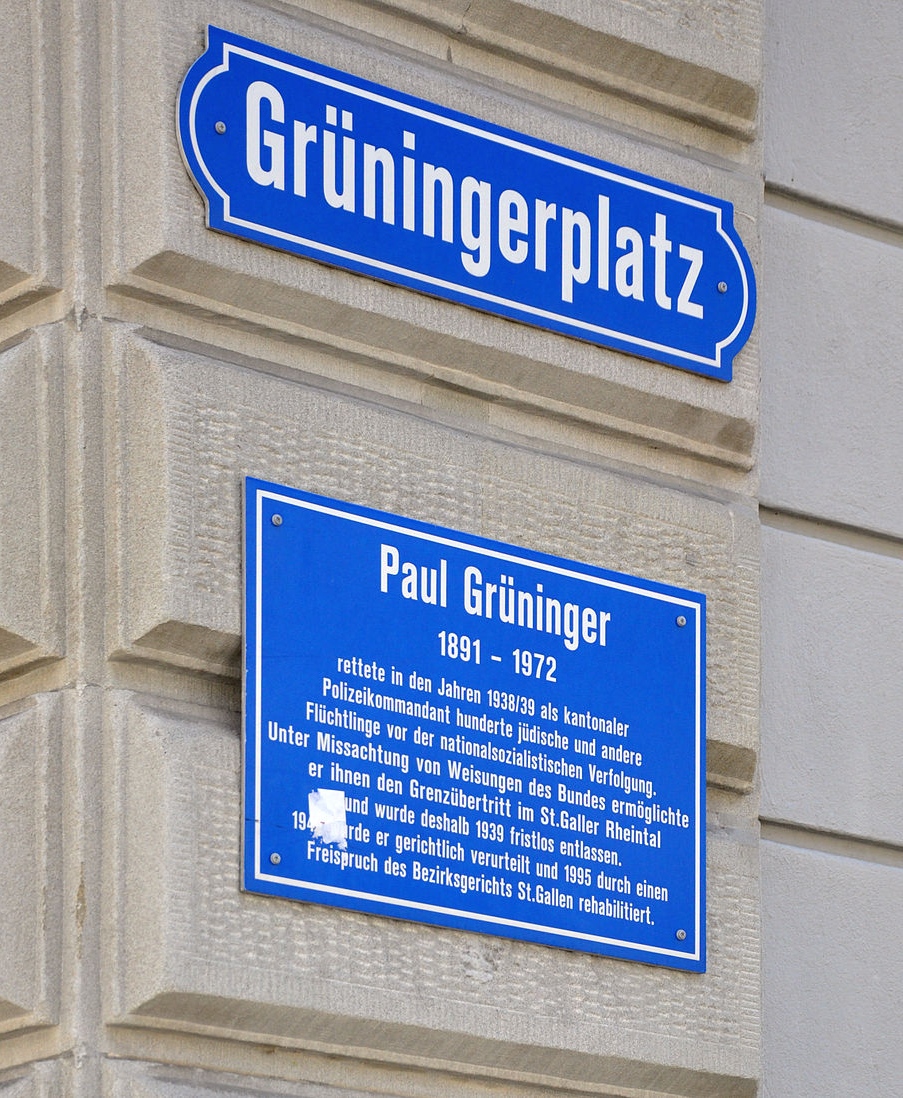 Grüningerplatz
Paul Grüninger
1891 - 1972
rettete in den Jahren 1938/39 als kantonaler
Polizeikommandant hunderte jüdische und andere
Flüchtlinge vor der nationalsozialistischen Verfolgung.
Unter Missachtung von Weisungen des Bundes ermöglichte
er ihnen den Grenzübertritt im St.Galler Rheintal
und wurde deshalb 1939 fristlos entlassen.
er gerichtlich verurteilt und 1995 durch einen
Freispruch des Bezirksgerichts St.Gallen rehabilitiert.